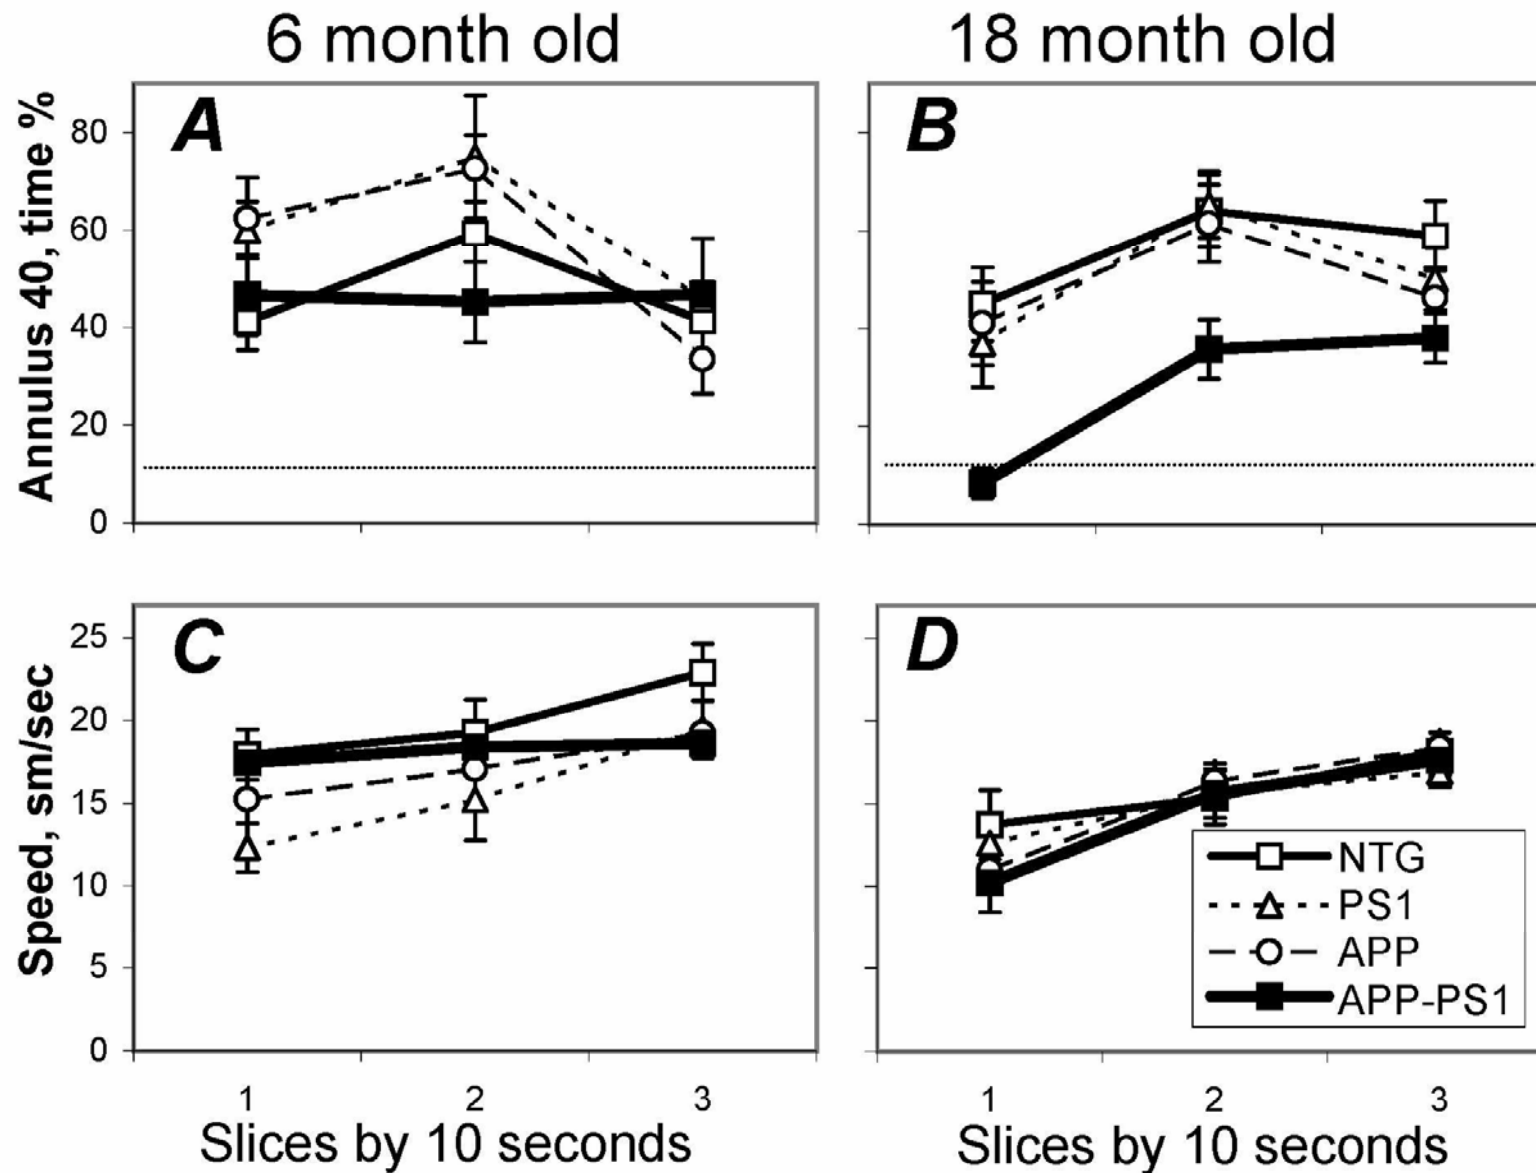 6 month old
18 month old
Annulus 40, time %
80
60
40
20
0
A
B
Speed, sm/sec
25
20
15
10
5
0
C
D
NTG
PS1
APP
APP-PS1
1 2 3
1 2 3
Slices by 10 seconds
Slices by 10 seconds